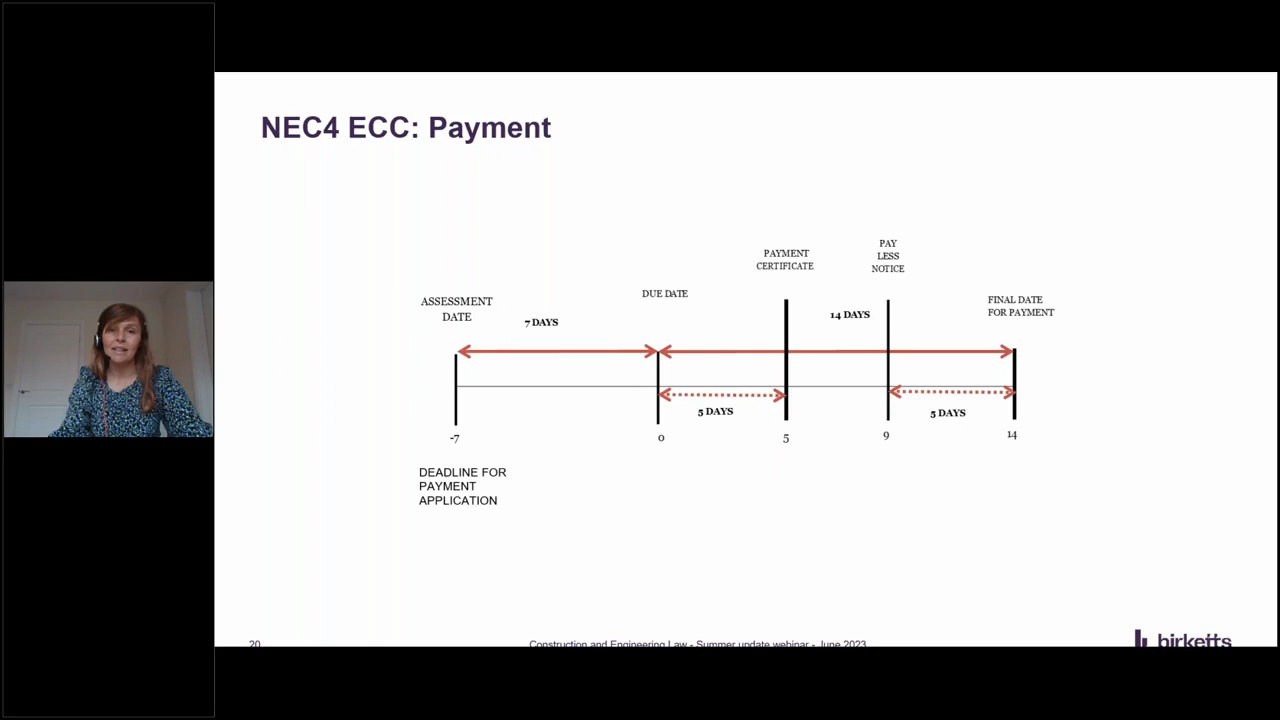 NEC4 ECC: Payment
PAYMENT
CERTIFICATE
PAY
LESS
NOTICE
ASSESSMENT
DATE
7 DAYS
DUE DATE
14 DAYS
FINAL DATE
FOR PAYMENT
5 DAYS
5 DAYS
-7
0
5
9
14
DEADLINE FOR
PAYMENT
APPLICATION
20
Construction and Engineering Law - Summer update webinar - June 2023
birketts